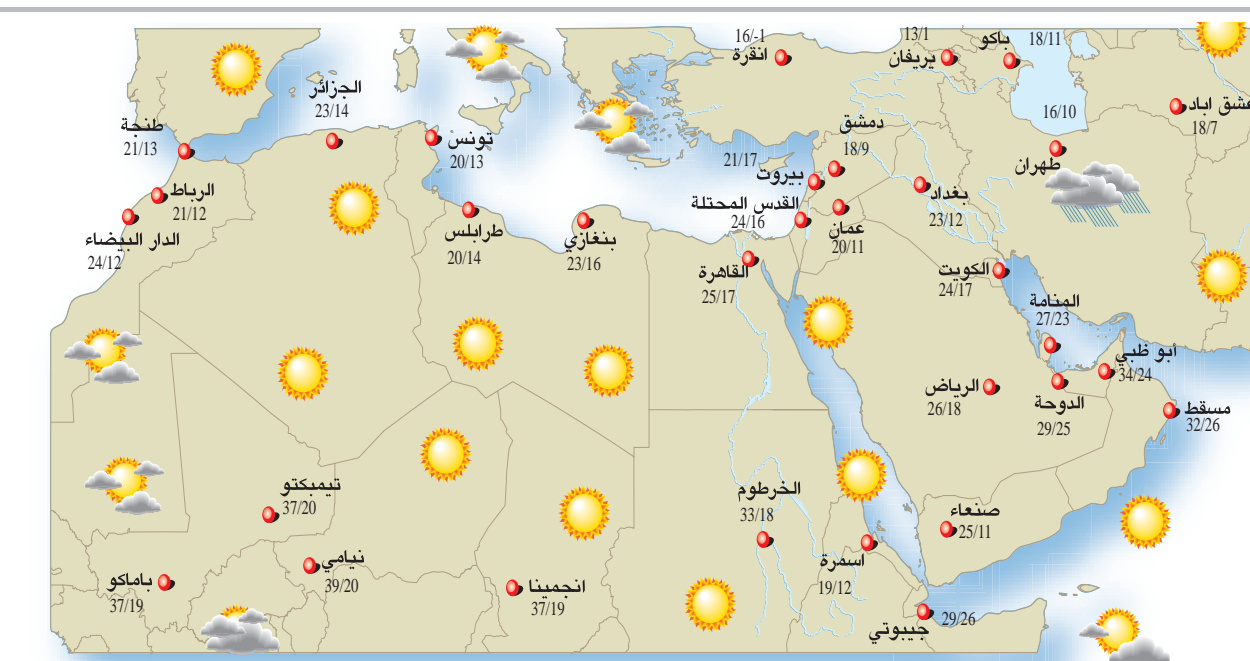 16/-1
انقرة
13/1
يريفان
باكو
18/11
16/10
عشق اباد
18/7
الجزائر
23/14
طنجة
21/13
تونس
20/13
دمشق
18/9
21/17
بيروت
طهران
الرباط
21/12
الدار البيضاء
24/12
طرابلس
20/14
بنغازي
23/16
القدس المحتلة
24/16
عمان
20/11
بغداد
23/12
القاهرة
25/17
الكويت
24/17
المنامة
27/23
أبو ظبي
34/24
الرياض
26/18
الدوحة
29/25
مسقط
32/26
تيمبكتو
37/20
الخرطوم
33/18
صنعاء
25/11
نيامي
39/20
باماكو
37/19
انجمينا
37/19
اسمرة
19/12
29/26
جيبوتي